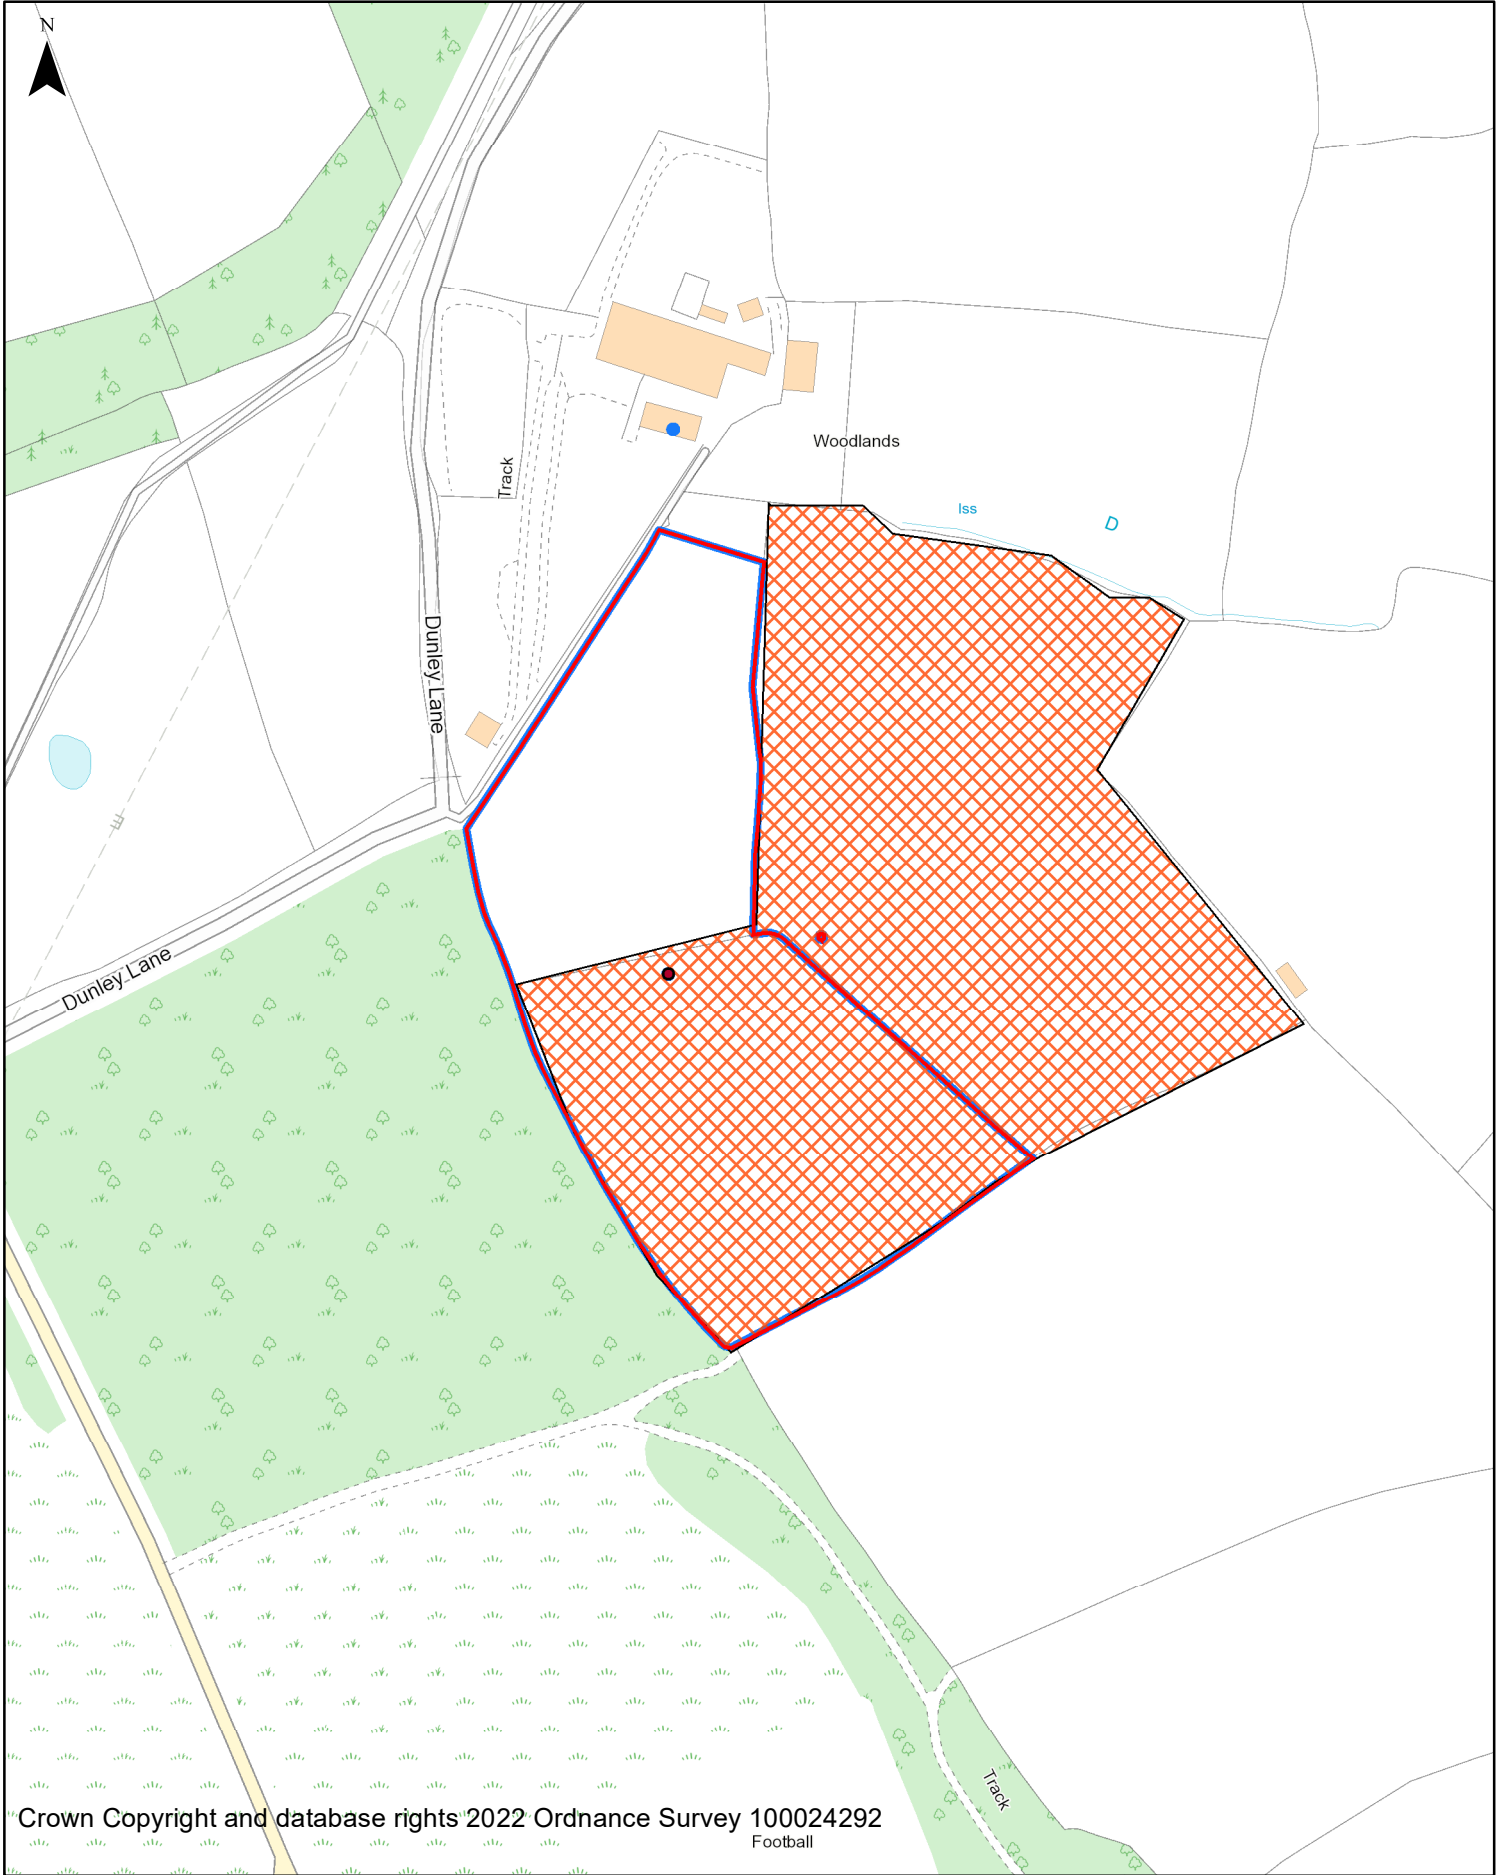 N
Woodlands
Track
Iss
D
Dunley Lane
E
Dunley Lane
Track
Crown Copyright and database rights 2022 Ordnance Survey 100024292
Football